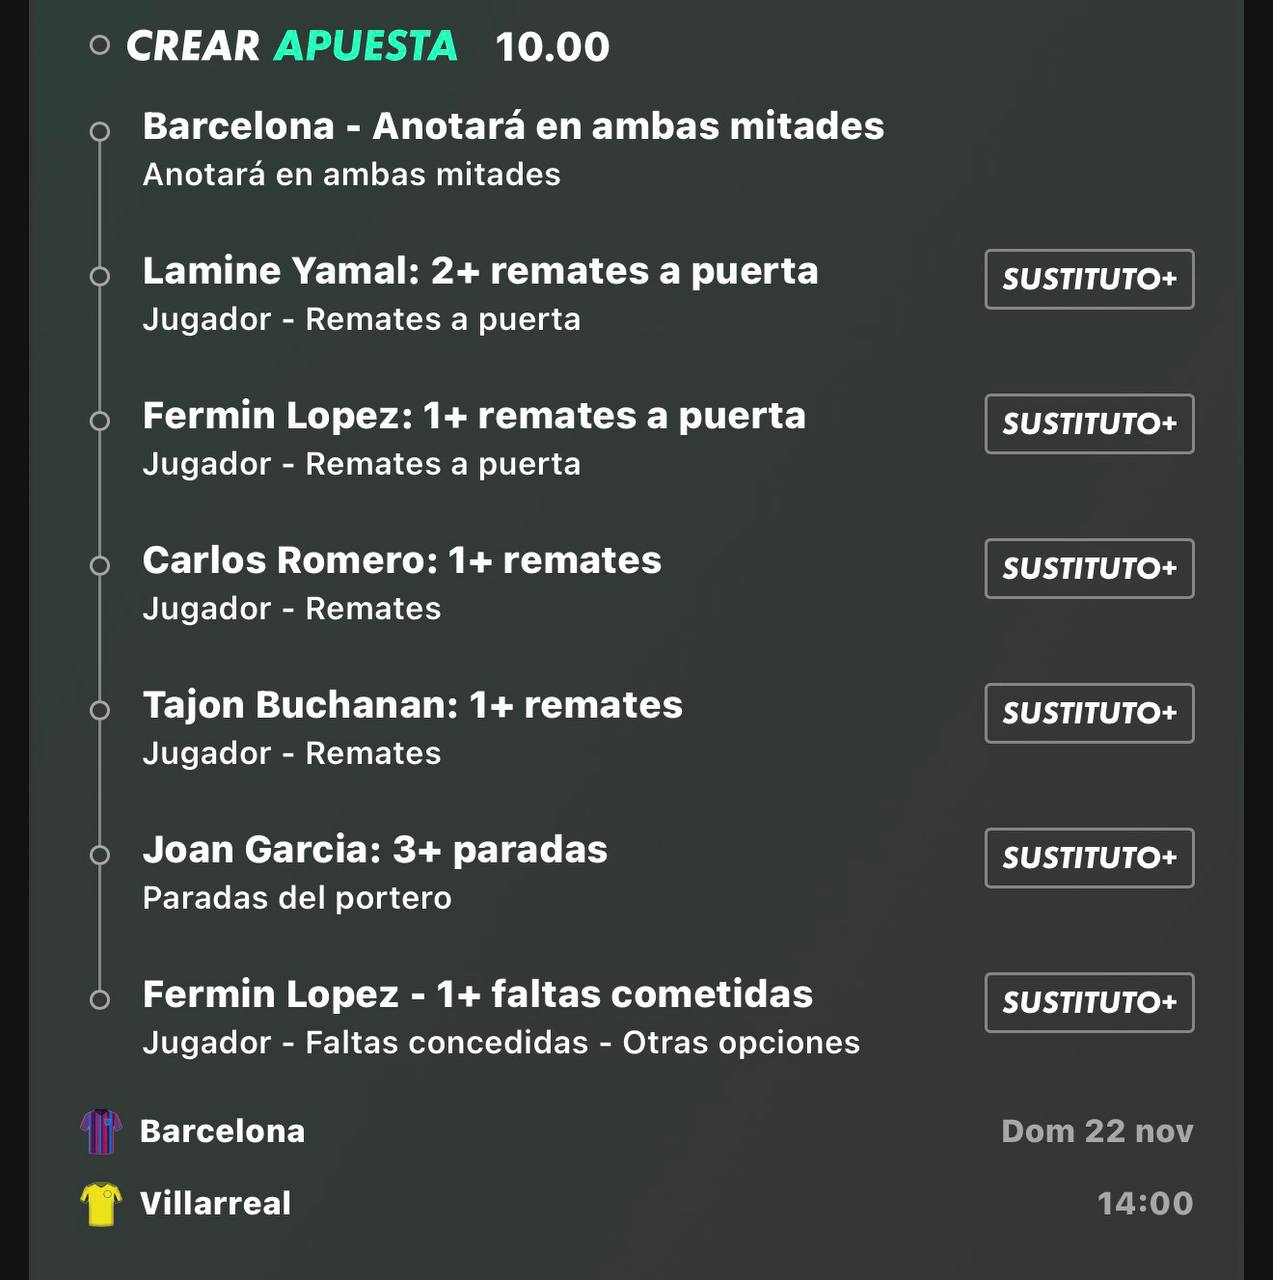 CREAR APUESTA 10.00
Barcelona - Anotará en ambas mitades
Anotará en ambas mitades
Lamine Yamal: 2+ remates a puerta
SUSTITUTO+
Jugador - Remates a puerta
Fermin Lopez: 1+ remates a puerta
SUSTITUTO+
Jugador - Remates a puerta
Carlos Romero: 1+ remates
SUSTITUTO+
Jugador - Remates
Tajon Buchanan: 1+ remates
SUSTITUTO+
Jugador - Remates
Joan Garcia: 3+ paradas
SUSTITUTO+
Paradas del portero
Fermin Lopez - 1+ faltas cometidas
SUSTITUTO+
Jugador - Faltas concedidas - Otras opciones
Barcelona
Dom 22 nov
Villarreal
14:00